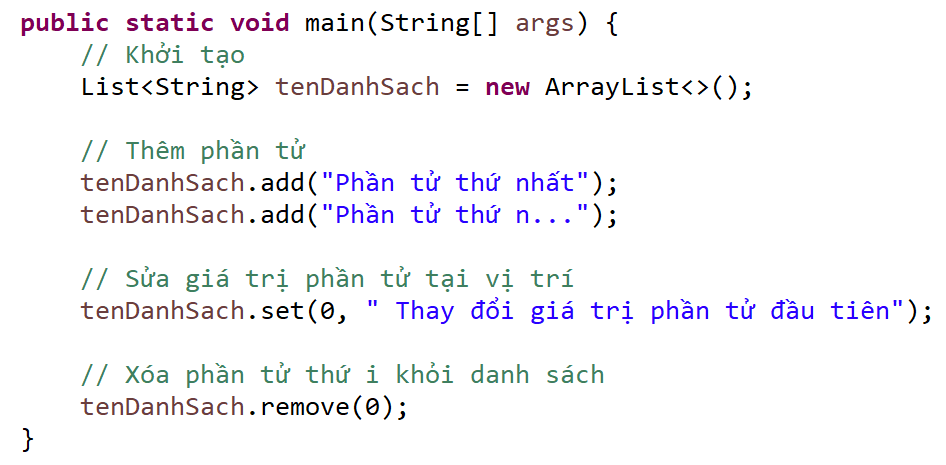 public static void main(String[] args) {
// Khởi tạo
List<String> tenDanhSach = new ArrayList<>();
// Thêm phần tử
tenDanhSach.add("Phần tử thứ nhất");
tenDanhSach.add("Phần tử thứ n...");
// Sửa giá trị phần tử tại vị trí
tenDanhSach.set(0, " Thay đổi giá trị phần tử đầu tiên");
// Xóa phần tử thứ i khỏi danh sách
tenDanhSach.remove(0);
}